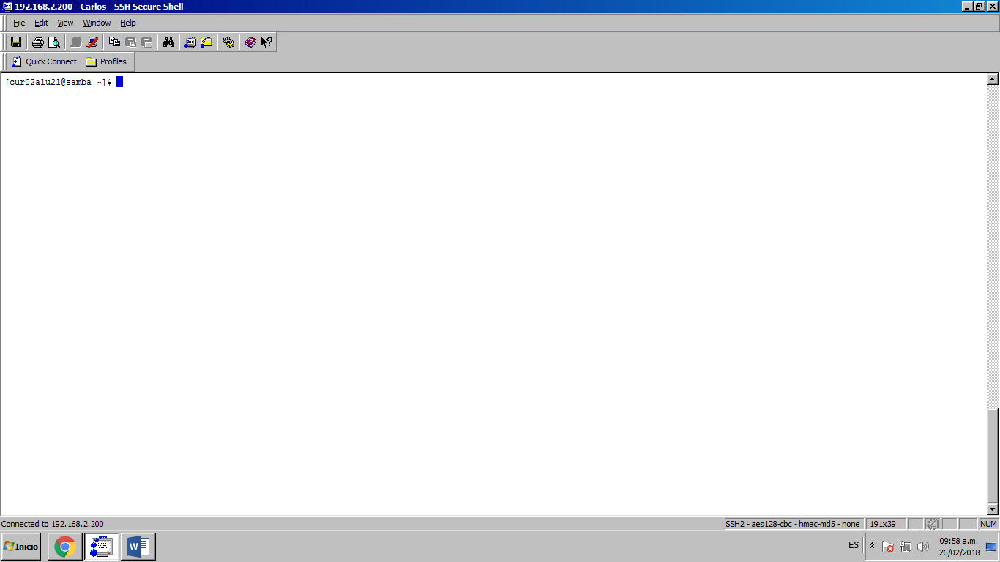 192.168.2.200 - Carlos - SSH Secure Shell
File Edit View Window Help
Quick Connect Profiles
[cur02alu21@samba ~]$
Connected to 192.168.2.200 SSH2 - aes128-cbc - hmac-md5 - none 191x39 NUM
Inicio ES 09:58 a.m.
26/02/2018